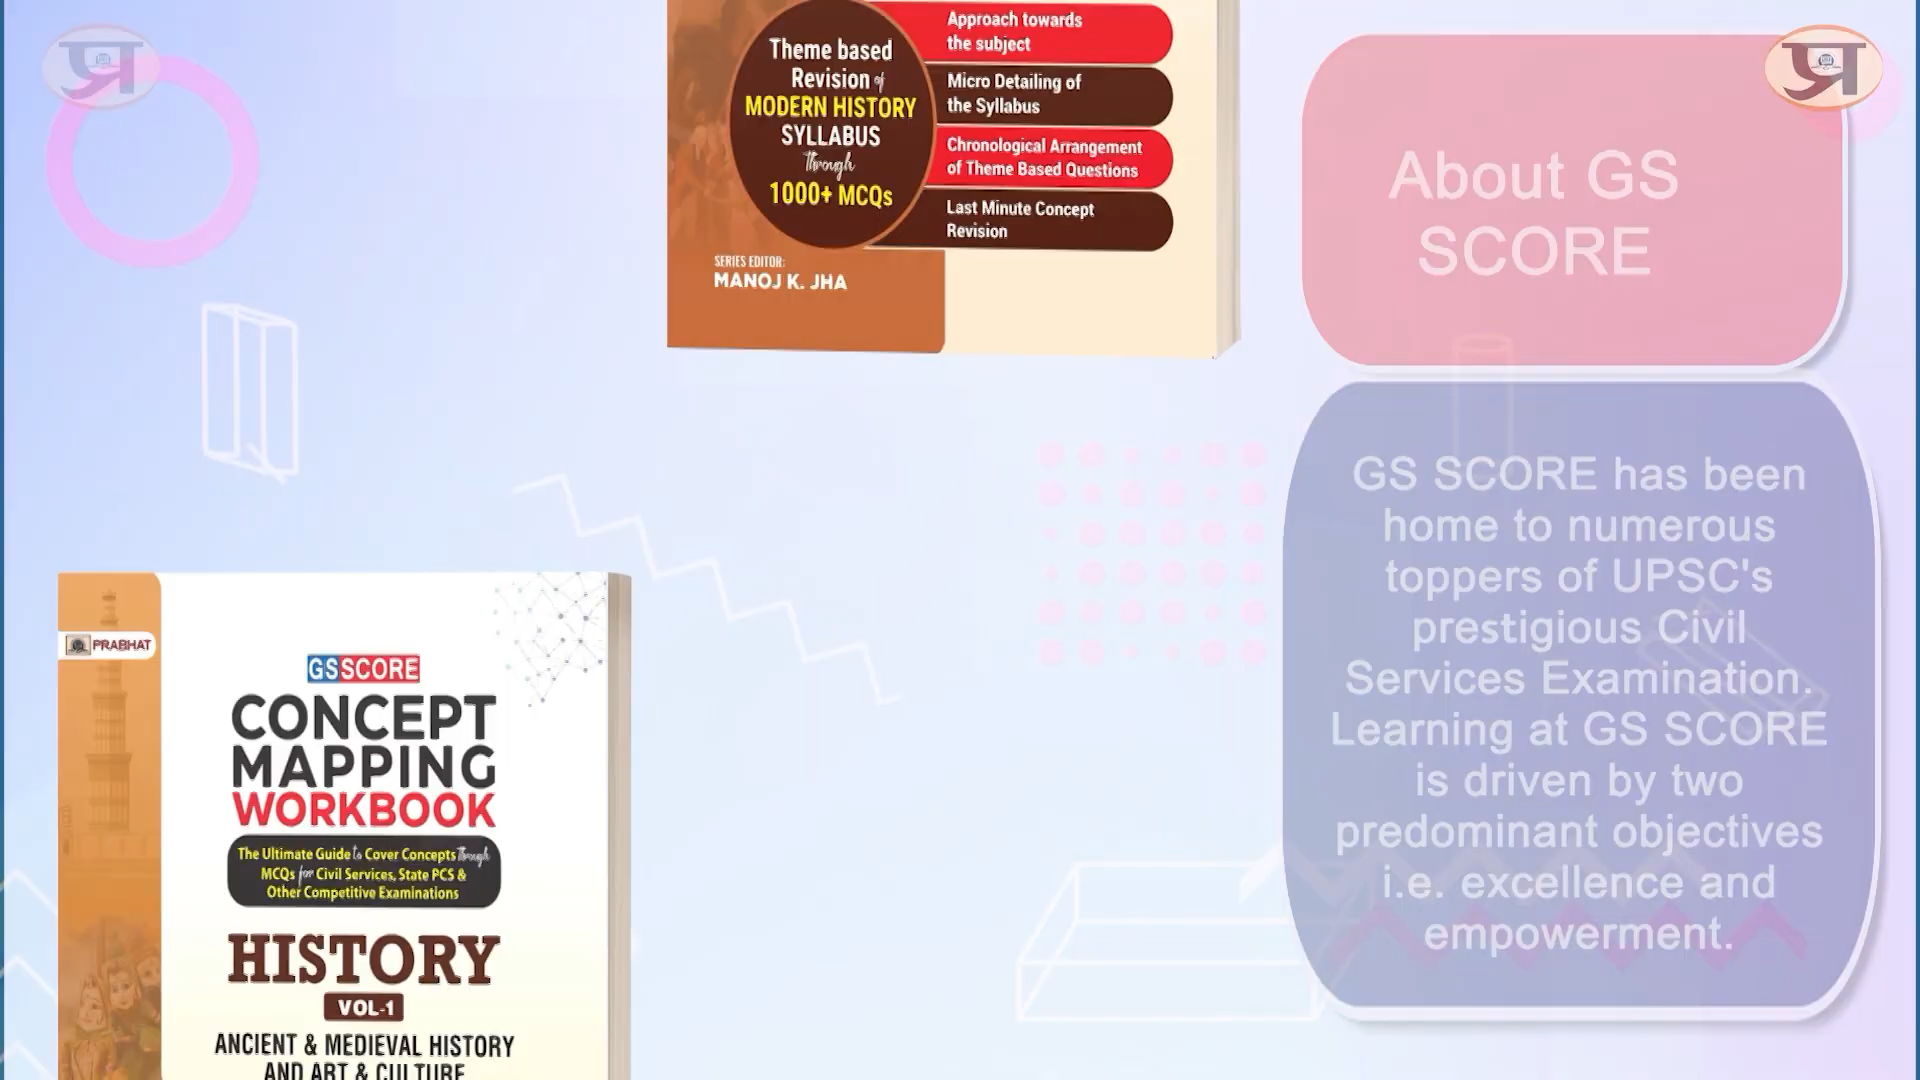 प्र
प्र
Theme based
Revision of
MODERN HISTORY
SYLLABUS
Through
1000+ MCQs
Approach towards
the subject
Micro Detailing of
the Syllabus
Chronological Arrangement
of Theme Based Questions
Last Minute Concept
Revision
SERIES EDITOR:
MANOJ K. JHA
About GS
SCORE
GS SCORE has been
home to numerous
toppers of UPSC's
prestigious Civil
Services Examination.
Learning at GS SCORE
is driven by two
predominant objectives
i.e. excellence and
empowerment.
PRABHAT
GSSCORE
CONCEPT
MAPPING
WORKBOOK
The Ultimate Guide to Cover Concepts Through
MCQs for Civil Services, State PCS &
Other Competitive Examinations
HISTORY
VOL-1
ANCIENT & MEDIEVAL HISTORY
AND ART & CULTURE